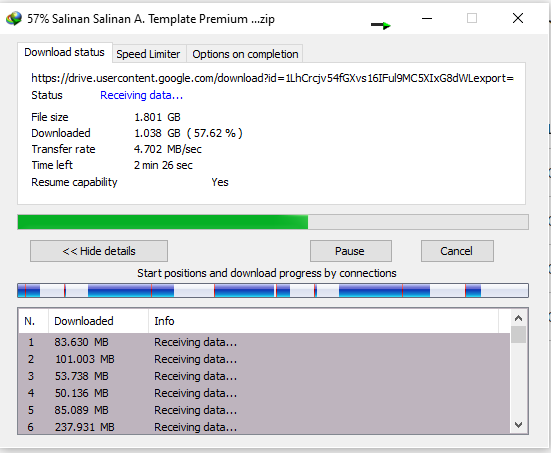 57% Salinan Salinan A. Template Premium ...zip
Download status Speed Limiter Options on completion
https://drive.usercontent.google.com/download?id=1LhCrcjv54fGXvs16IFul9MC5XIxG8dWLexport=
Status Receiving data...
File size 1.801 GB
Downloaded 1.038 GB ( 57.62 % )
Transfer rate 4.702 MB/sec
Time left 2 min 26 sec
Resume capability Yes
<< Hide details Pause Cancel
Start positions and download progress by connections
N. Downloaded Info
1 83.630 MB Receiving data...
2 101.003 MB Receiving data...
3 53.738 MB Receiving data...
4 50.136 MB Receiving data...
5 85.089 MB Receiving data...
6 237.931 MB Receiving data...